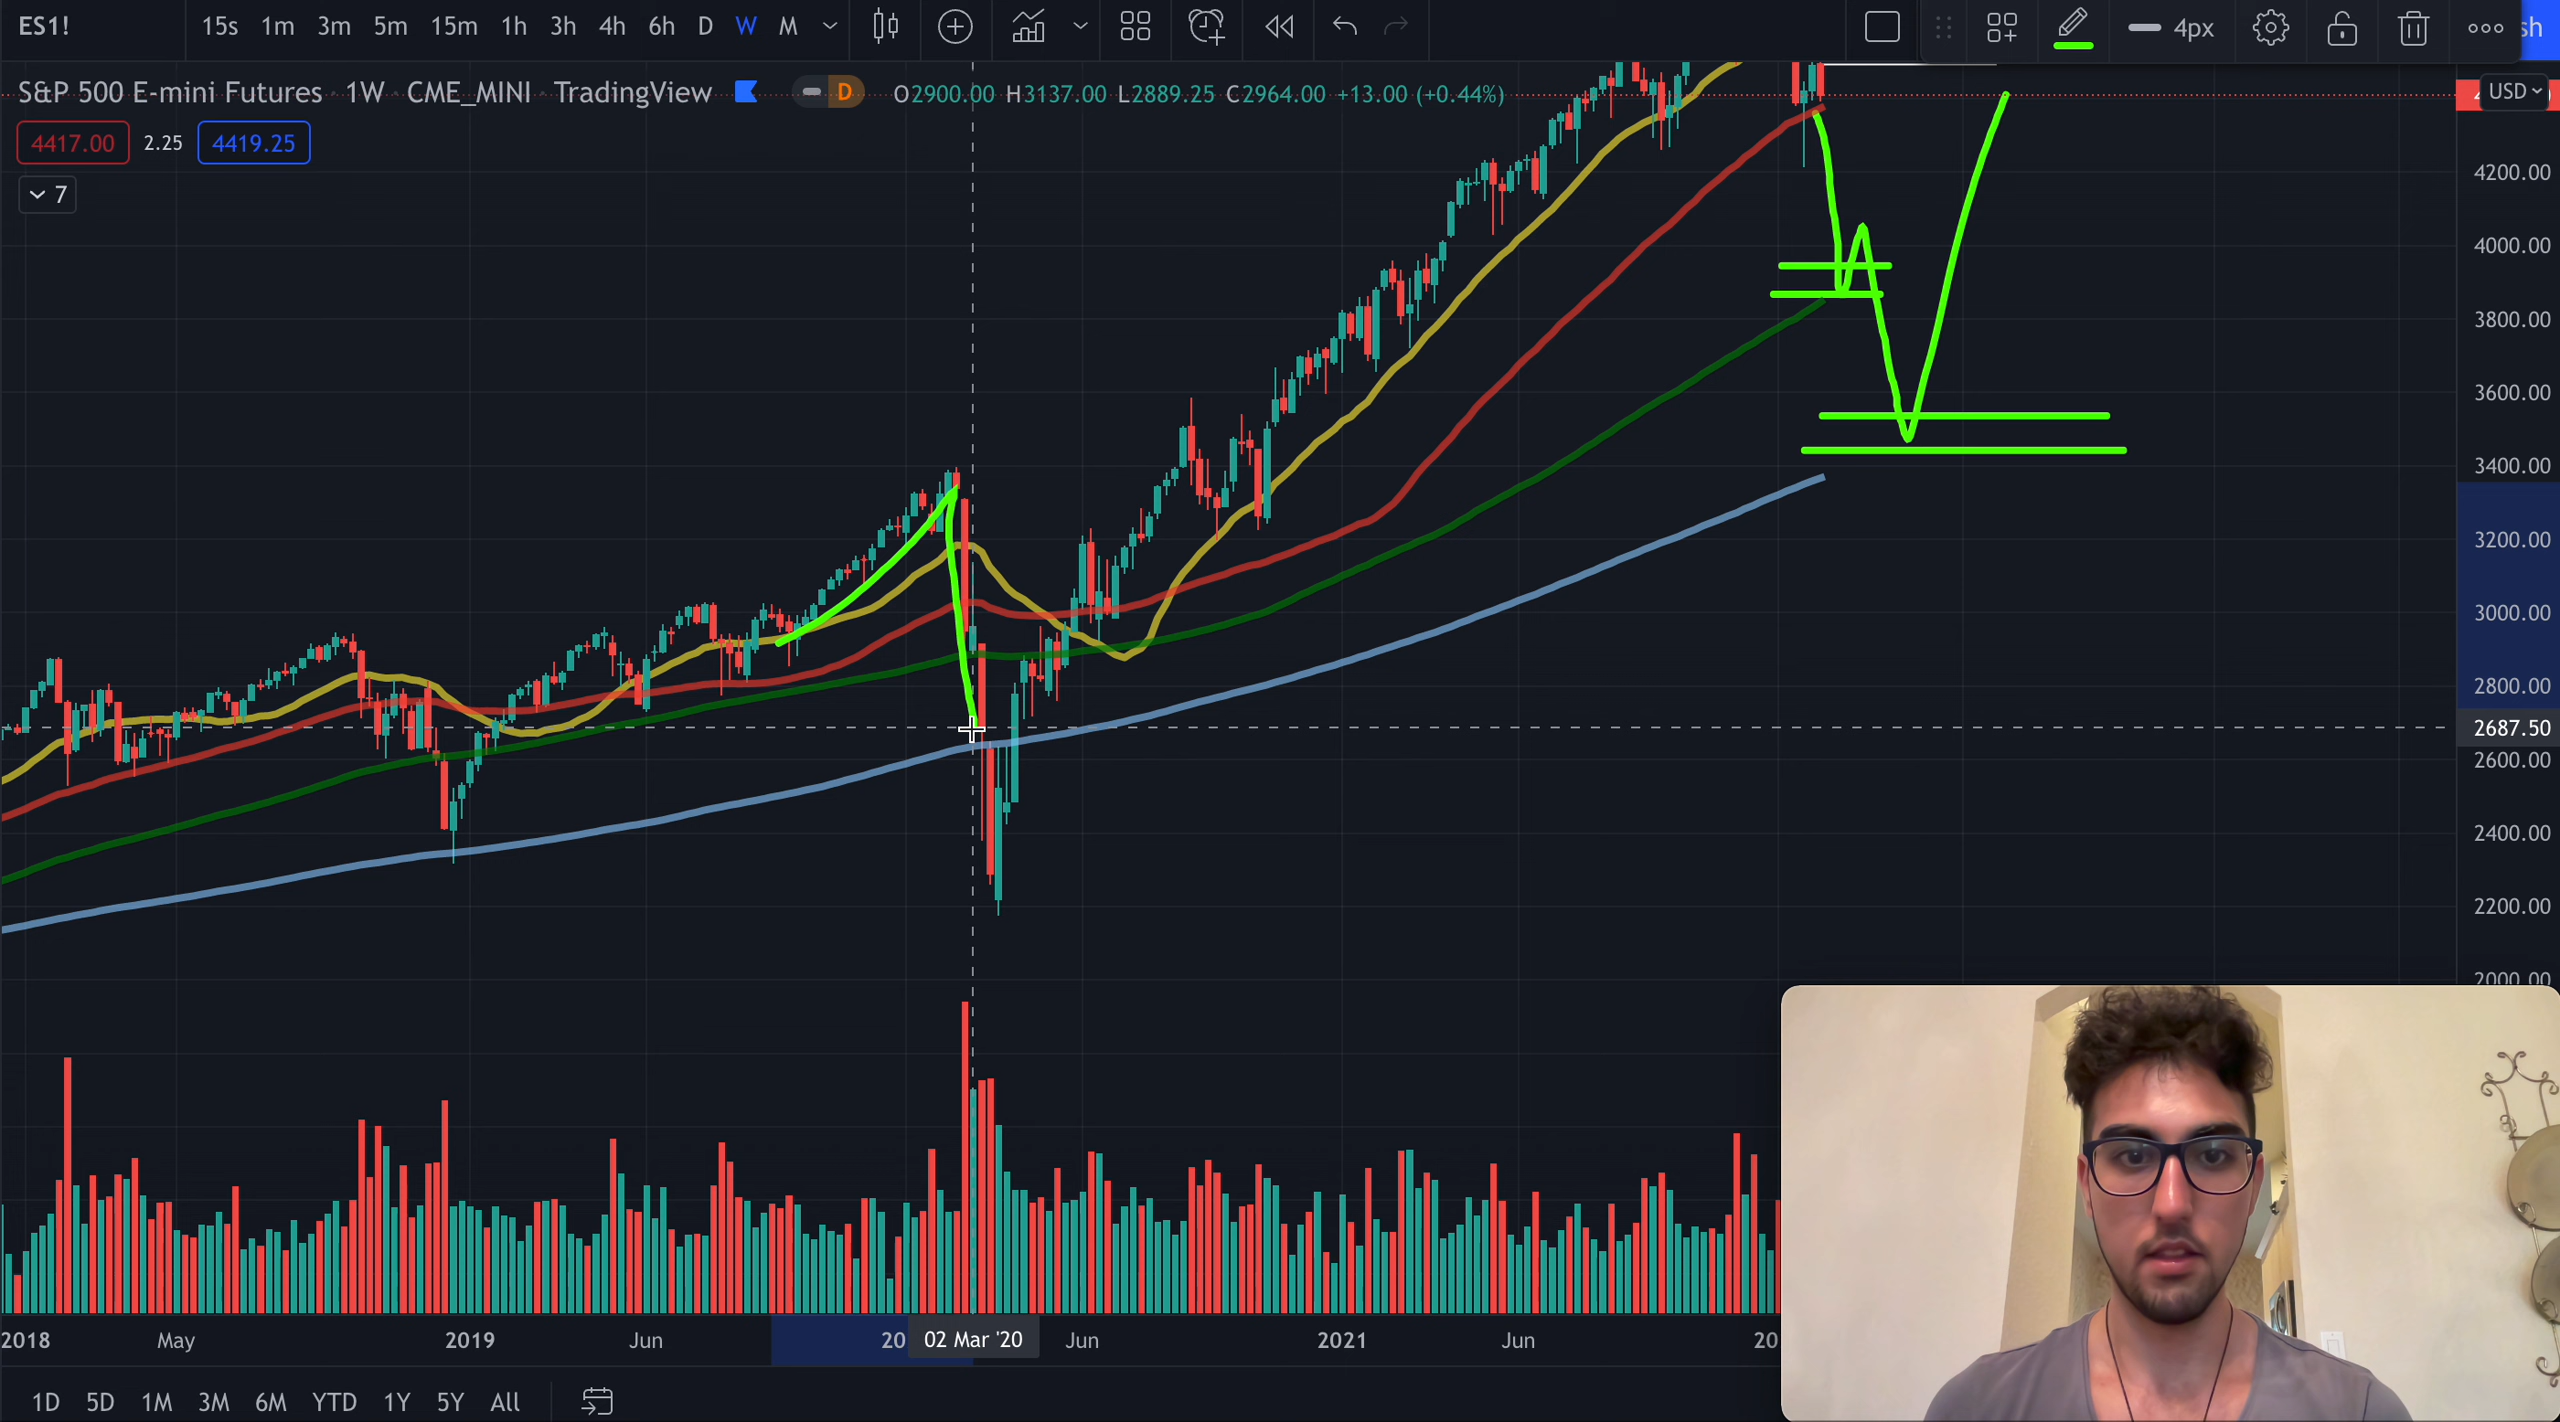 ES1! 15s 1m 3m 5m 15m 1h 3h 4h 6h D W M 4px sh
S&P 500 E-mini Futures · 1W · CME_MINI · TradingView D O2900.00 H3137.00 L2889.25 C2964.00 +13.00 (+0.44%) USD
4417.00 2.25 4419.25
7
4200.00
4000.00
3800.00
3600.00
3400.00
3200.00
3000.00
2800.00
2687.50
2600.00
2400.00
2200.00
2000.00
2018 May 2019 Jun 20 02 Mar '20 Jun 2021 Jun 20
1D 5D 1M 3M 6M YTD 1Y 5Y All